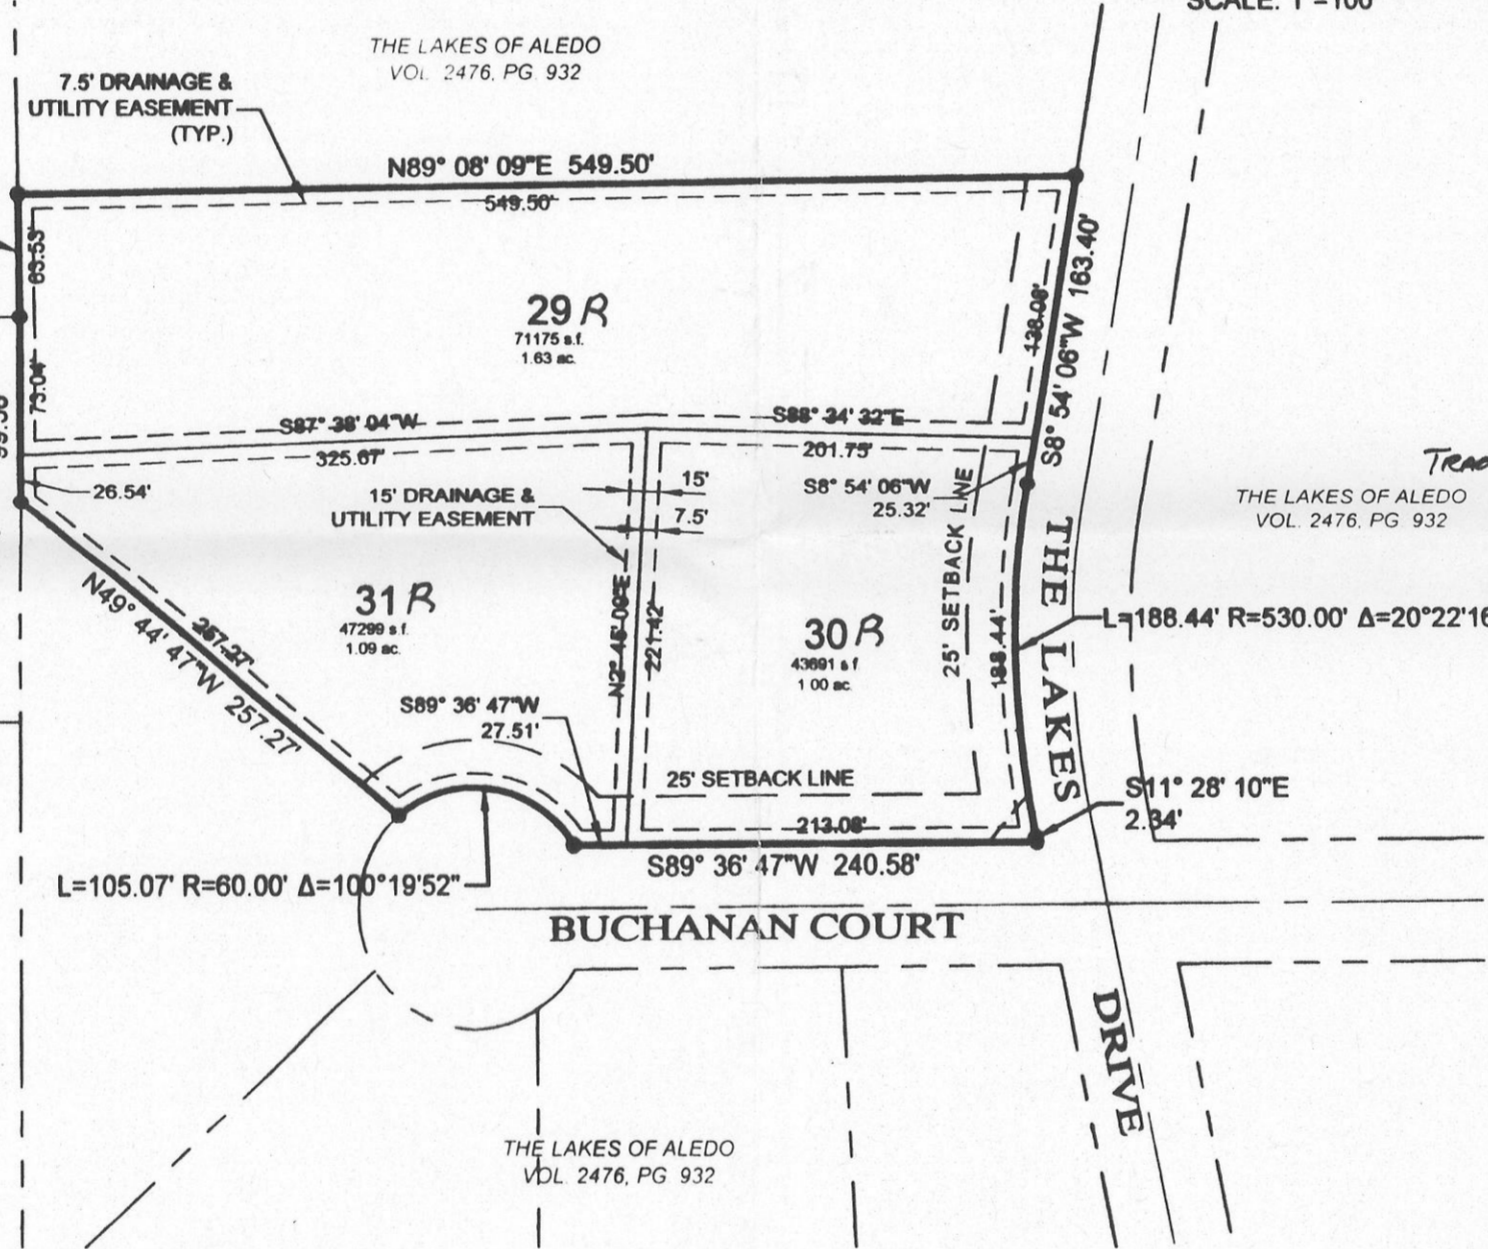 SCALE: 1"=100'
THE LAKES OF ALEDO
VOL. 2476, PG. 932
7.5' DRAINAGE &
UTILITY EASEMENT
(TYP.)
N89° 08' 09"E 549.50'
549.50'
63.53'
73.04'
29 R
71175 s.f.
1.63 ac.
138.08'
S8° 54' 06"W 163.40'
S87° 38' 04"W
325.67'
S88° 34' 32"E
201.75'
26.54'
15' DRAINAGE &
UTILITY EASEMENT
15'
7.5'
S8° 54' 06"W
25.32'
25' SETBACK LINE
THE LAKES OF ALEDO
VOL. 2476, PG 932
31 R
47299 s.f.
1.09 ac.
N2° 45' 09"E
221.42'
30 R
43691 s.f.
1.00 ac.
188.44'
L=188.44' R=530.00' Δ=20°22'16
257.27'
N49° 44' 47"W 257.27'
S89° 36' 47"W
27.51'
25' SETBACK LINE
S11° 28' 10"E
2.34'
213.08'
S89° 36' 47"W 240.58'
L=105.07' R=60.00' Δ=100°19'52"
BUCHANAN COURT
THE LAKES DRIVE
THE LAKES OF ALEDO
VOL. 2476, PG 932